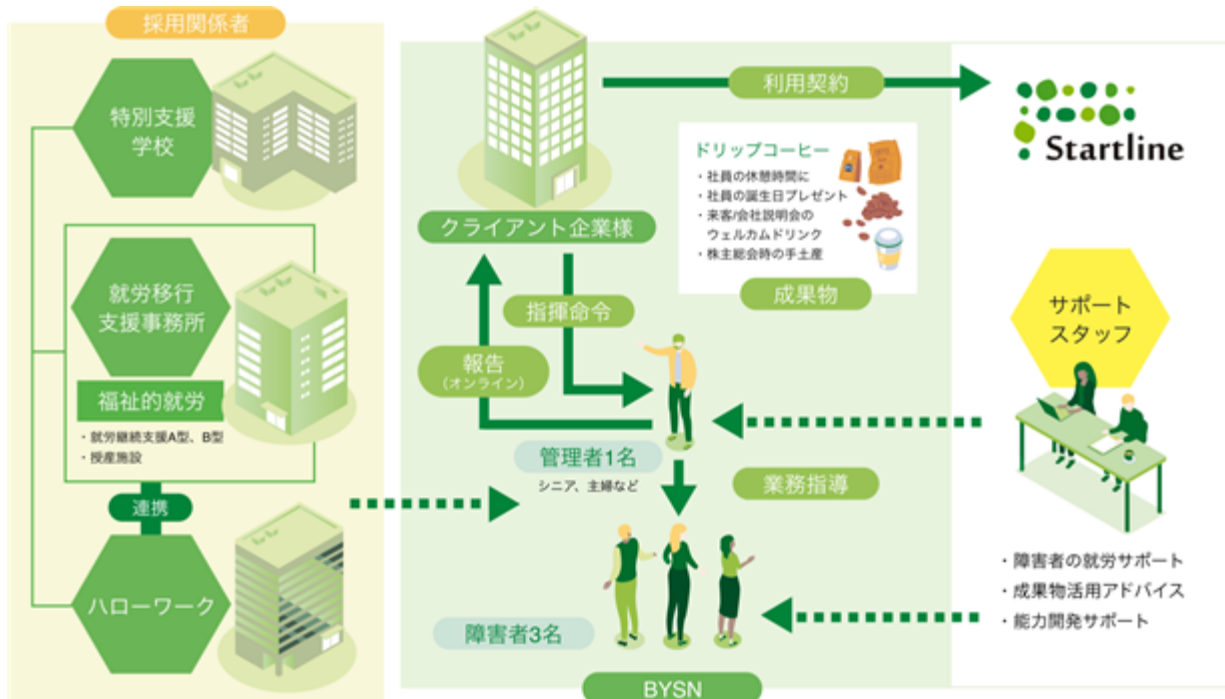 採用関係者
特別支援
学校
就労移行
支援事務所
福祉的就労
・就労継続支援A型、B型
・授産施設
連携
ハローワーク
クライアント企業様
利用契約
Startline
ドリップコーヒー
・社員の休憩時間に
・社員の誕生日プレゼント
・来客/会社説明会の
ウェルカムドリンク
・株主総会時の手土産
成果物
指揮命令
報告
(オンライン)
管理者1名
シニア、主婦など
業務指導
障害者3名
BYSN
サポート
スタッフ
・障害者の就労サポート
・成果物活用アドバイス
・能力開発サポート